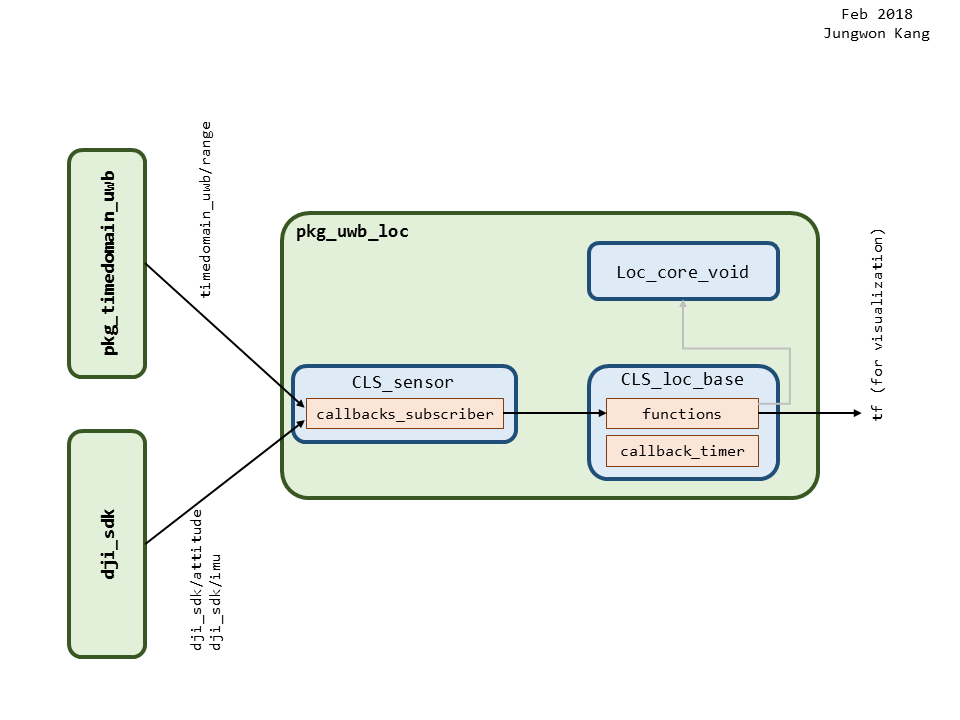 Feb 2018
Jungwon Kang
pkg_timedomain_uwb
timedomain_uwb/range
pkg_uwb_loc
Loc_core_void
CLS_sensor
callbacks_subscriber
CLS_loc_base
functions
callback_timer
tf (for visualization)
dji_sdk
dji_sdk/attitude
dji_sdk/imu